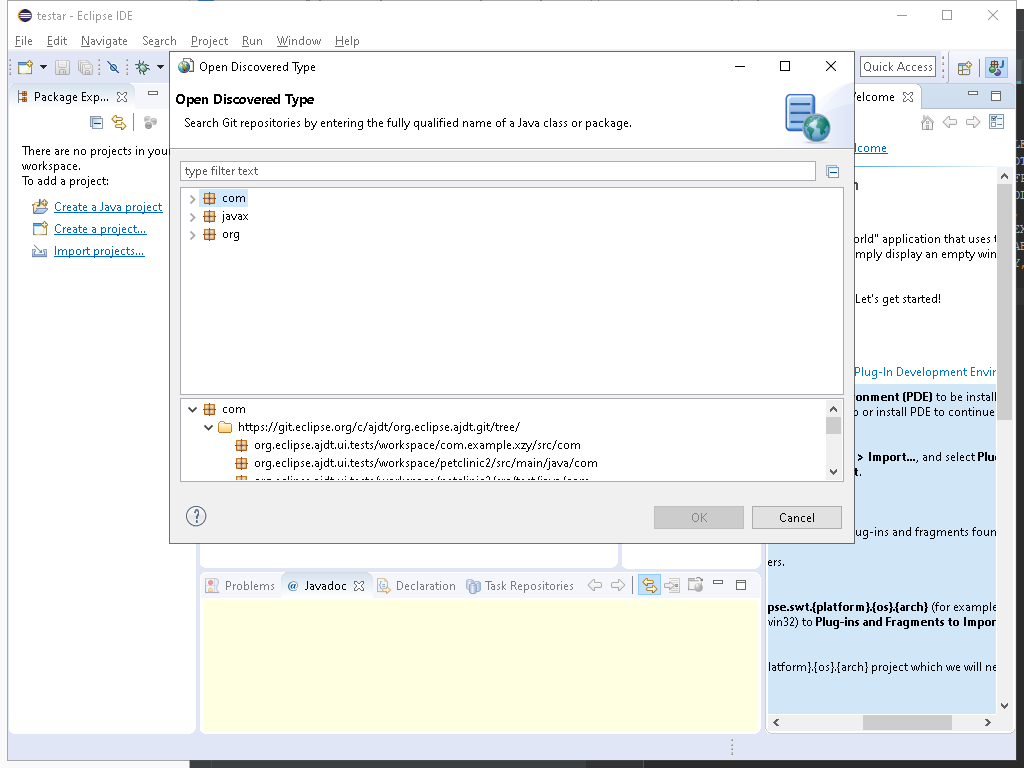 testar - Eclipse IDE
File Edit Navigate Search Project Run Window Help
Quick Access
Package Exp...
There are no projects in your
workspace.
To add a project:
Create a Java project
Create a project...
Import projects...
Open Discovered Type
Open Discovered Type
Search Git repositories by entering the fully qualified name of a Java class or package.
type filter text
com
javax
org
com
https://git.eclipse.org/c/ajdt/org.eclipse.ajdt.git/tree/
org.eclipse.ajdt.ui.tests/workspace/com.example.xzy/src/com
org.eclipse.ajdt.ui.tests/workspace/petclinic2/src/main/java/com
OK Cancel
elcome
lcome
orld" application that uses t
mply display an empty win
Let's get started!
Plug-In Development Envir
onment (PDE) to be install
or install PDE to continue
> Import..., and select Plug
t.
ug-ins and fragments foun
ers.
pse.swt.{platform}.{os}.{arch} (for example
win32) to Plug-ins and Fragments to Impor
latform}.{os}.{arch} project which we will ne
Problems @ Javadoc Declaration Task Repositories